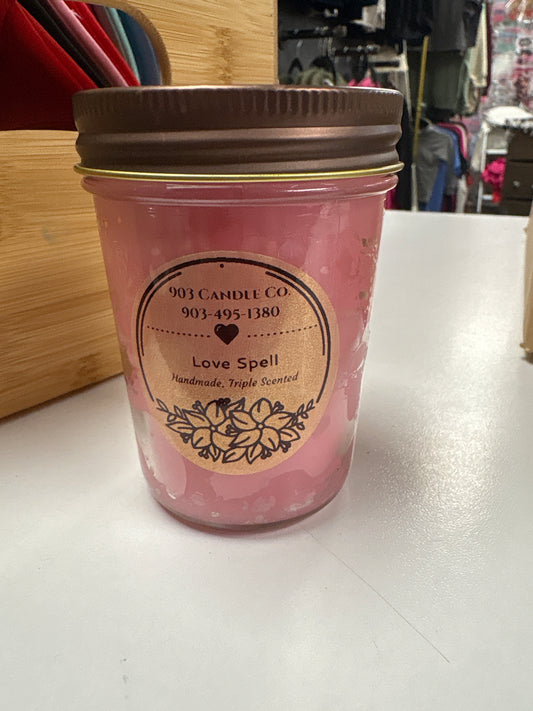 903 Candle Co.
903-495-1380
Love Spell
Handmade, Triple Scented